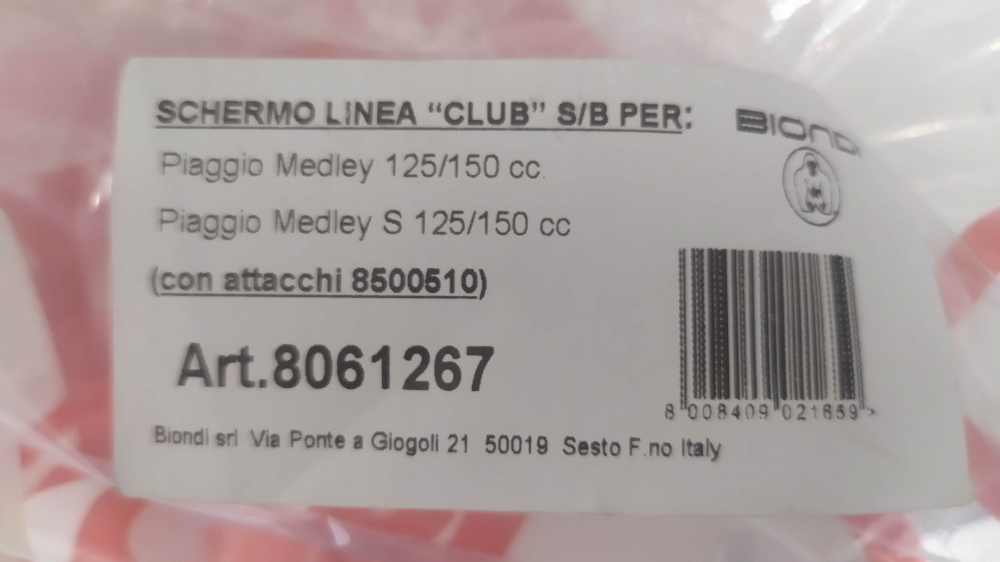 SCHERMO LINEA “CLUB” S/B PER:
BIONDI
Piaggio Medley 125/150 cc.
Piaggio Medley S 125/150 cc
(con attacchi 8500510)
Art.8061267
8 008409 021659 >
Biondi srl Via Ponte a Giogoli 21 50019 Sesto F.no Italy